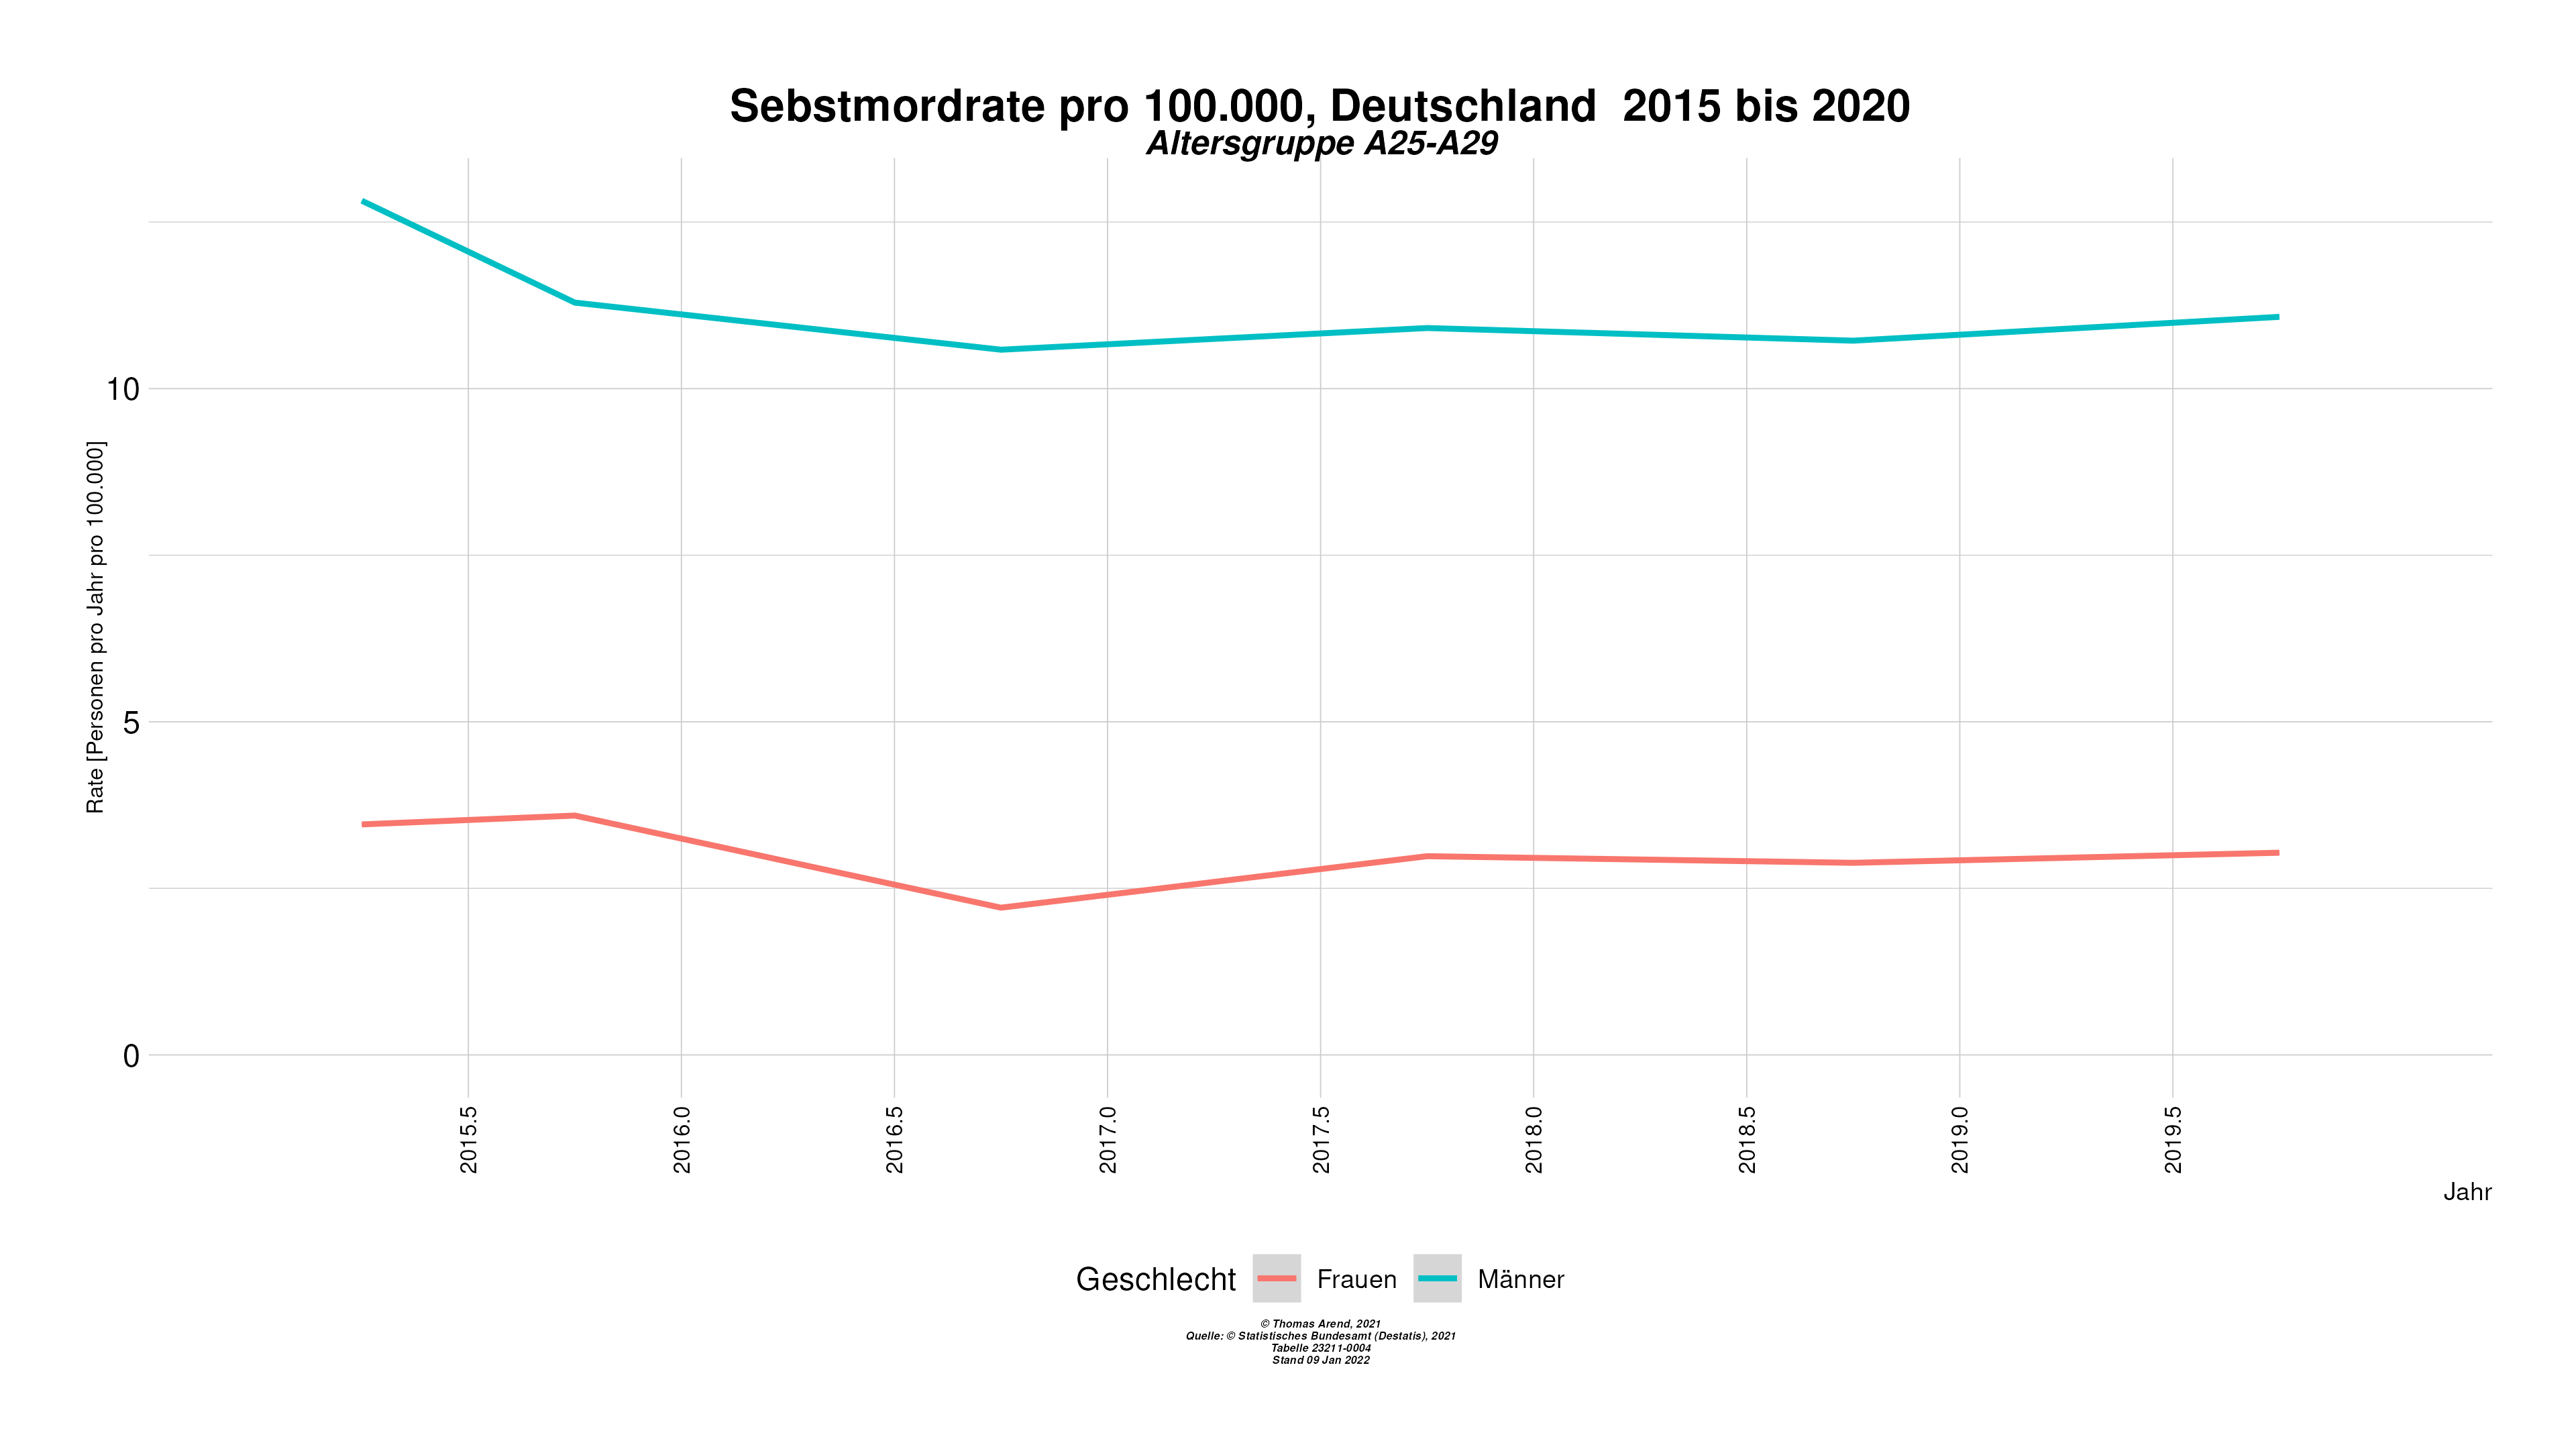 Sebstmordrate pro 100.000, Deutschland  2015 bis 2020
Altersgruppe A25-A29
10
5
0
Rate [Personen pro Jahr pro 100.000]
2015.5
2016.0
2016.5
2017.0
2017.5
2018.0
2018.5
2019.0
2019.5
Jahr
Geschlecht Frauen Männer
© Thomas Arend, 2021
Quelle: © Statistisches Bundesamt (Destatis), 2021
Tabelle 23211-0004
Stand 09 Jan 2022